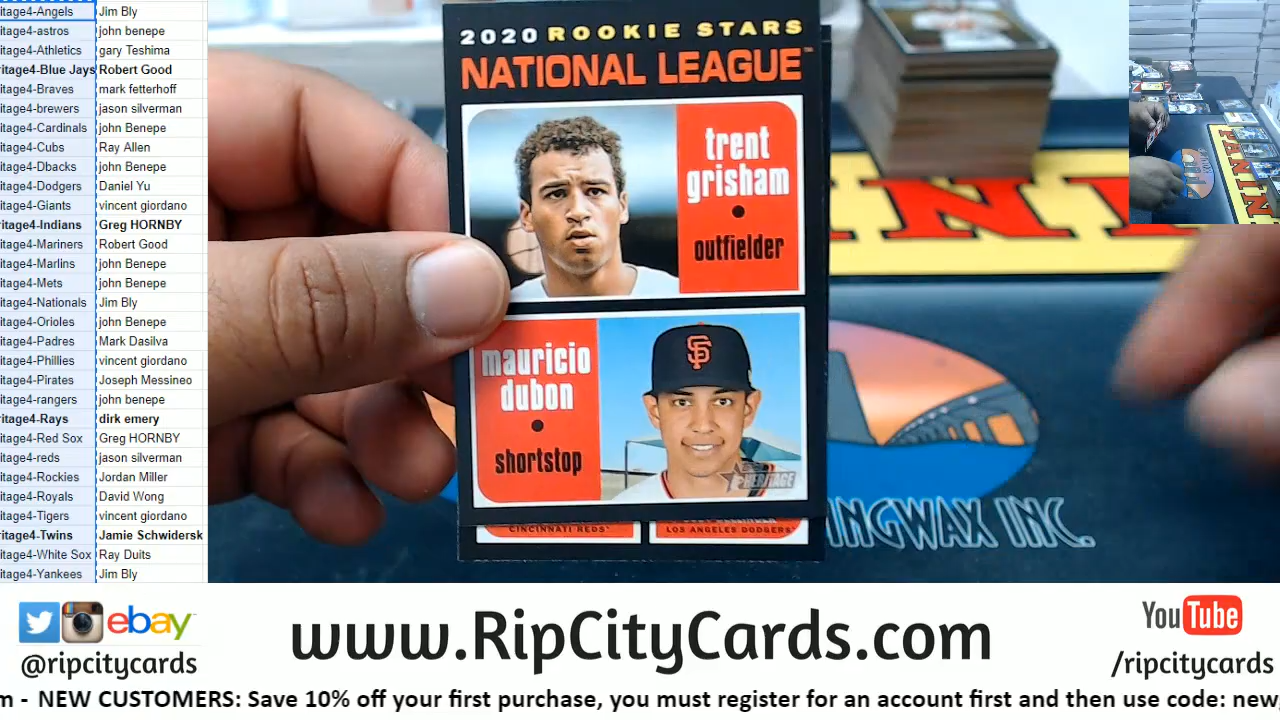 itage4-Angels Jim Bly
itage4-astros john benepe
itage4-Athletics gary Teshima
ritage4-Blue Jays Robert Good
itage4-Braves mark fetterhoff
itage4-brewers jason silverman
itage4-Cardinals john Benepe
itage4-Cubs Ray Allen
itage4-Dbacks john Benepe
itage4-Dodgers Daniel Yu
itage4-Giants vincent giordano
ritage4-Indians Greg HORNBY
itage4-Mariners Robert Good
itage4-Marlins john Benepe
itage4-Mets john Benepe
itage4-Nationals Jim Bly
itage4-Orioles john Benepe
itage4-Padres Mark Dasilva
itage4-Phillies vincent giordano
itage4-Pirates Joseph Messineo
itage4-rangers john benepe
ritage4-Rays dirk emery
itage4-Red Sox Greg HORNBY
itage4-reds jason silverman
itage4-Rockies Jordan Miller
itage4-Royals David Wong
itage4-Tigers vincent giordano
ritage4-Twins Jamie Schwidersk
itage4-White Sox Ray Duits
itage4-Yankees Jim Bly
2020 ROOKIE STARS
NATIONAL LEAGUE™
trent
grisham
outfielder
mauricio
dubon
shortstop
SF
HERITAGE
CINCINNATI REDS
LOS ANGELES DODGERS
INGWAX INC.
PANINI
ebay
@ripcitycards
www.RipCityCards.com
YouTube
/ripcitycards
m - NEW CUSTOMERS: Save 10% off your first purchase, you must register for an account first and then use code: new